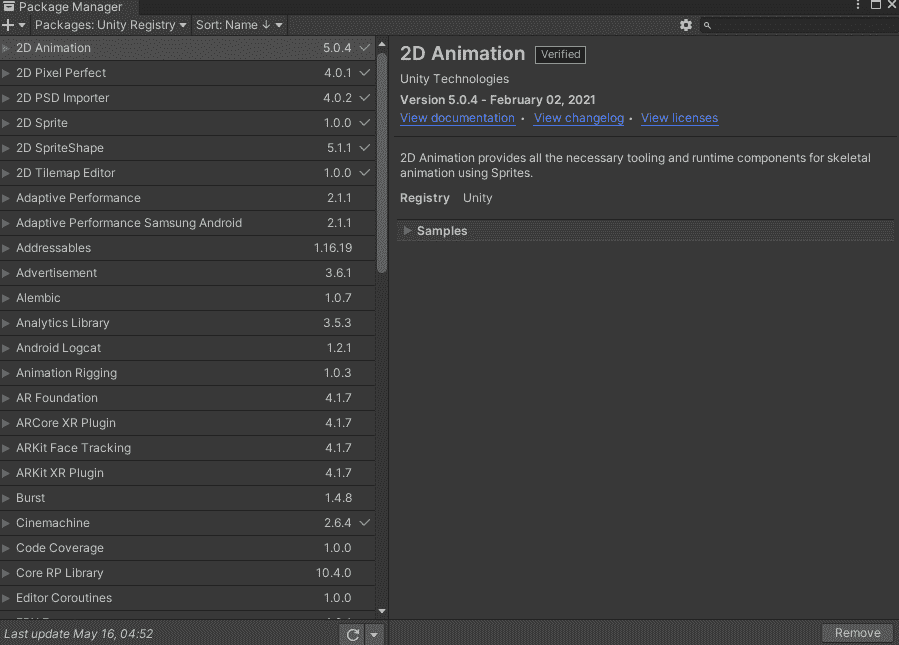 Package Manager
Packages: Unity Registry Sort: Name ↓
2D Animation 5.0.4
2D Pixel Perfect 4.0.1
2D PSD Importer 4.0.2
2D Sprite 1.0.0
2D SpriteShape 5.1.1
2D Tilemap Editor 1.0.0
Adaptive Performance 2.1.1
Adaptive Performance Samsung Android 2.1.1
Addressables 1.16.19
Advertisement 3.6.1
Alembic 1.0.7
Analytics Library 3.5.3
Android Logcat 1.2.1
Animation Rigging 1.0.3
AR Foundation 4.1.7
ARCore XR Plugin 4.1.7
ARKit Face Tracking 4.1.7
ARKit XR Plugin 4.1.7
Burst 1.4.8
Cinemachine 2.6.4
Code Coverage 1.0.0
Core RP Library 10.4.0
Editor Coroutines 1.0.0
Last update May 16, 04:52
2D Animation Verified
Unity Technologies
Version 5.0.4 - February 02, 2021
View documentation • View changelog • View licenses
2D Animation provides all the necessary tooling and runtime components for skeletal
animation using Sprites.
Registry Unity
Samples
Remove